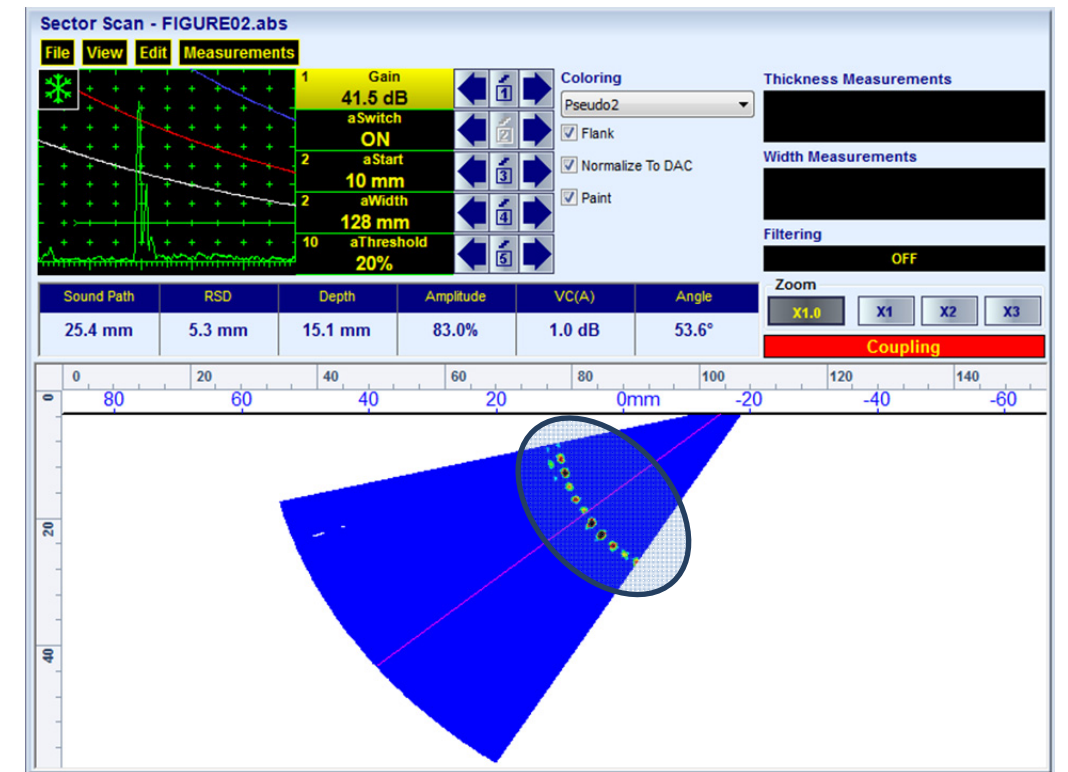 Sector Scan - FIGURE02.abs
File View Edit Measurements
1 Gain
41.5 dB
1
aSwitch
ON
2
2 aStart
10 mm
3
2 aWidth
128 mm
4
10 aThreshold
20%
5
Coloring
Pseudo2
Flank
Normalize To DAC
Paint
Thickness Measurements
Width Measurements
Filtering
OFF
Zoom
X1.0 X1 X2 X3
Coupling
Sound Path RSD Depth Amplitude VC(A) Angle
25.4 mm 5.3 mm 15.1 mm 83.0% 1.0 dB 53.6°
0 20 40 60 80 100 120 140
80 60 40 20 0mm -20 -40 -60
0
20
40